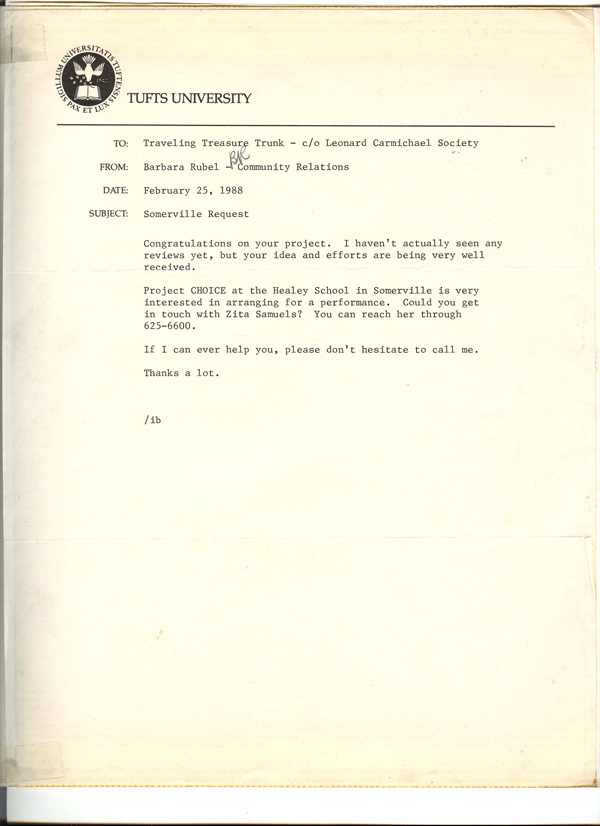 SIGILLUM UNIVERSITATIS TUFTENSIS
PAX ET LUX
TUFTS UNIVERSITY
TO: Traveling Treasure Trunk - c/o Leonard Carmichael Society
FROM: Barbara Rubel - Community Relations
DATE: February 25, 1988
SUBJECT: Somerville Request
Congratulations on your project. I haven't actually seen any
reviews yet, but your idea and efforts are being very well
received.
Project CHOICE at the Healey School in Somerville is very
interested in arranging for a performance. Could you get
in touch with Zita Samuels? You can reach her through
625-6600.
If I can ever help you, please don't hesitate to call me.
Thanks a lot.
/ib